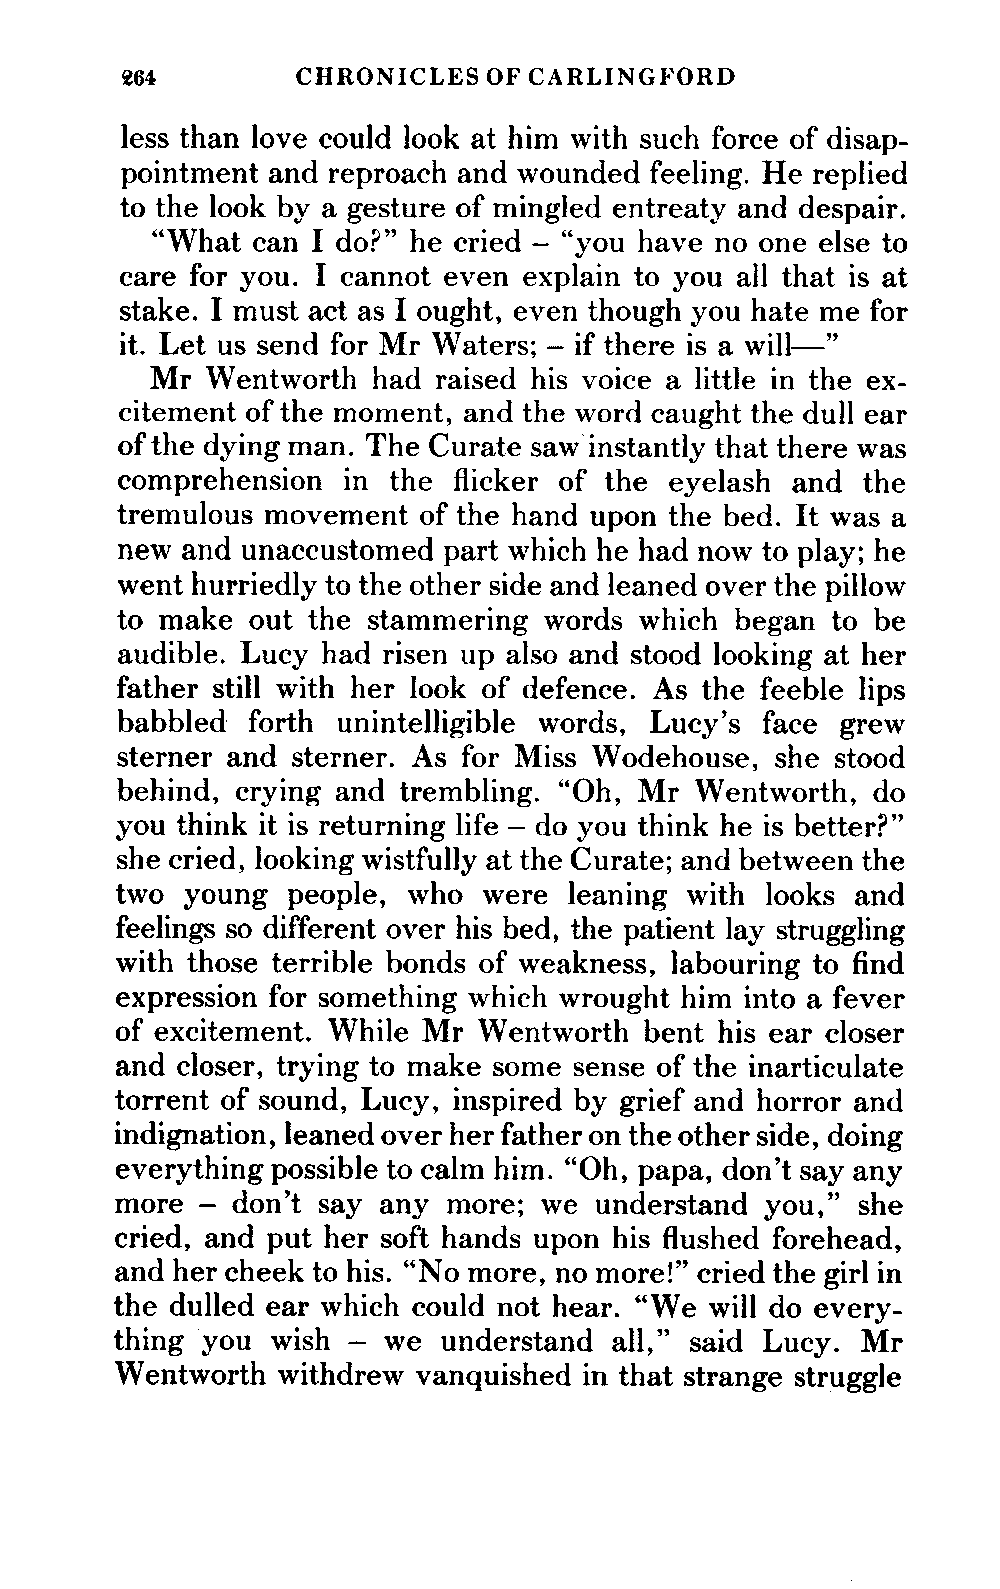 264 CHRONICLES OF CARLINGFORD
less than love could look at him with such force of disap-
pointment and reproach and wounded feeling. He replied
to the look by a gesture of mingled entreaty and despair.
“What can I do?” he cried – “you have no one else to
care for you. I cannot even explain to you all that is at
stake. I must act as I ought, even though you hate me for
it. Let us send for Mr Waters; – if there is a will—”
Mr Wentworth had raised his voice a little in the ex-
citement of the moment, and the word caught the dull ear
of the dying man. The Curate saw instantly that there was
comprehension in the flicker of the eyelash and the
tremulous movement of the hand upon the bed. It was a
new and unaccustomed part which he had now to play; he
went hurriedly to the other side and leaned over the pillow
to make out the stammering words which began to be
audible. Lucy had risen up also and stood looking at her
father still with her look of defence. As the feeble lips
babbled forth unintelligible words, Lucy’s face grew
sterner and sterner. As for Miss Wodehouse, she stood
behind, crying and trembling. “Oh, Mr Wentworth, do
you think it is returning life – do you think he is better?”
she cried, looking wistfully at the Curate; and between the
two young people, who were leaning with looks and
feelings so different over his bed, the patient lay struggling
with those terrible bonds of weakness, labouring to find
expression for something which wrought him into a fever
of excitement. While Mr Wentworth bent his ear closer
and closer, trying to make some sense of the inarticulate
torrent of sound, Lucy, inspired by grief and horror and
indignation, leaned over her father on the other side, doing
everything possible to calm him. “Oh, papa, don’t say any
more – don’t say any more; we understand you,” she
cried, and put her soft hands upon his flushed forehead,
and her cheek to his. “No more, no more!” cried the girl in
the dulled ear which could not hear. “We will do every-
thing you wish – we understand all,” said Lucy. Mr
Wentworth withdrew vanquished in that strange struggle